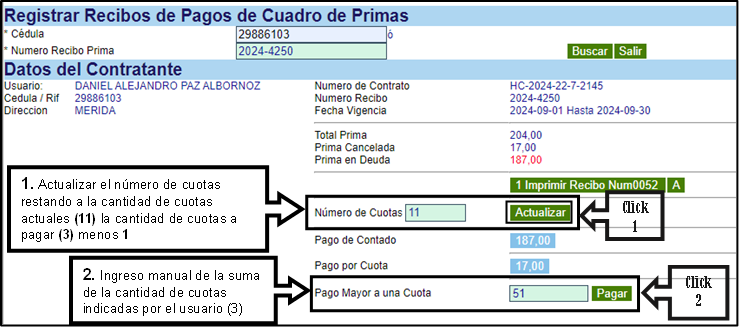 Registrar Recibos de Pagos de Cuadro de Primas
* Cédula 29886103 ó
* Numero Recibo Prima 2024-4250 Buscar Salir
Datos del Contratante
Usuario: DANIEL ALEJANDRO PAZ ALBORNOZ Numero de Contrato HC-2024-22-7-2145
Cedula / Rif 29886103 Numero Recibo 2024-4250
Direccion MERIDA Fecha Vigencia 2024-09-01 Hasta 2024-09-30
Total Prima 204,00
Prima Cancelada 17,00
Prima en Deuda 187,00
1 Imprimir Recibo Num0052 A
1. Actualizar el número de cuotas
restando a la cantidad de cuotas
actuales (11) la cantidad de cuotas a
pagar (3) menos 1
Número de Cuotas 11 Actualizar
Click
1
Pago de Contado 187,00
Pago por Cuota 17,00
2. Ingreso manual de la suma
de la cantidad de cuotas
indicadas por el usuario (3)
Pago Mayor a una Cuota 51 Pagar
Click
2